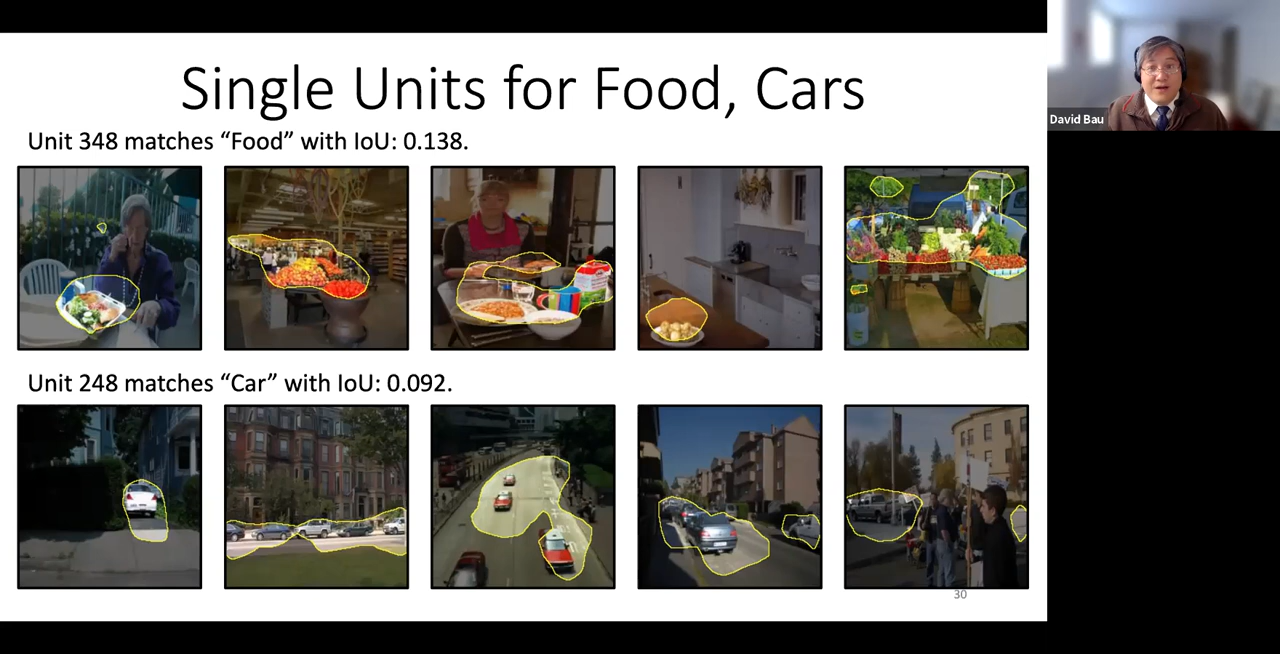 Single Units for Food, Cars
Unit 348 matches “Food” with IoU: 0.138.
David Bau
Unit 248 matches “Car” with IoU: 0.092.
30